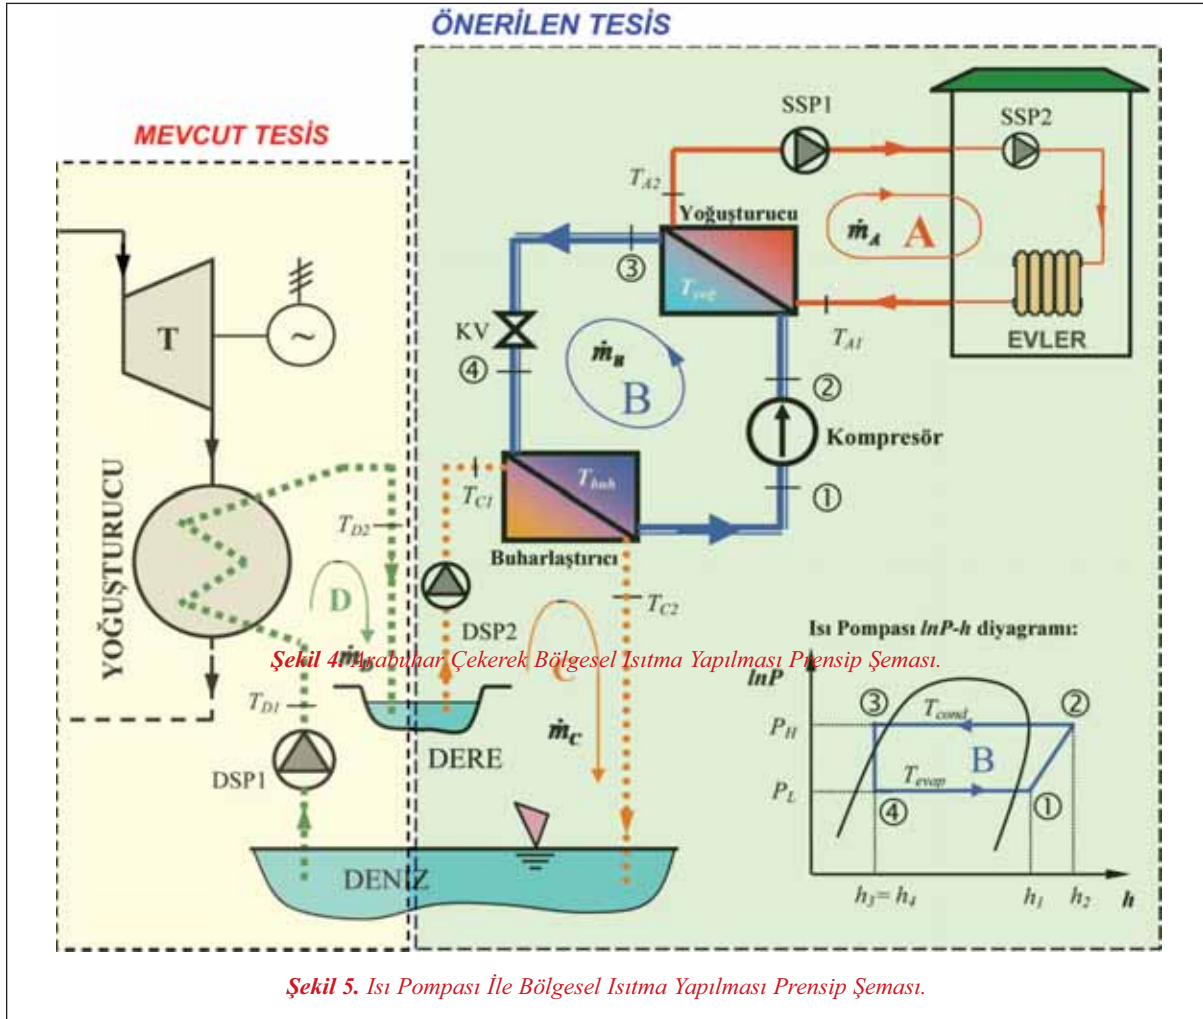 ÖNERİLEN TESİS
MEVCUT TESİS
SSP1
SSP2
T_A2
Yoğuşturucu
ṁ_A
A
③
T_yoğ
T
~
KV
④
ṁ_B
B
T_A1
EVLER
②
Kompresör
T_C1
T_buh
①
YOĞUŞTURUCU
T_D2
Buharlaştırıcı
D
DSP2
T_C2
Isı Pompası lnP-h diyagramı:
Şekil 4. Arabuhar Çekerek Bölgesel Isıtma Yapılması Prensip Şeması.
ṁ_D
C
lnP
T_D1
ṁ_C
③
T_cond
②
P_H
DERE
B
DSP1
T_evap
P_L
④
①
DENİZ
h3= h4
h1
h2
h
Şekil 5. Isı Pompası İle Bölgesel Isıtma Yapılması Prensip Şeması.